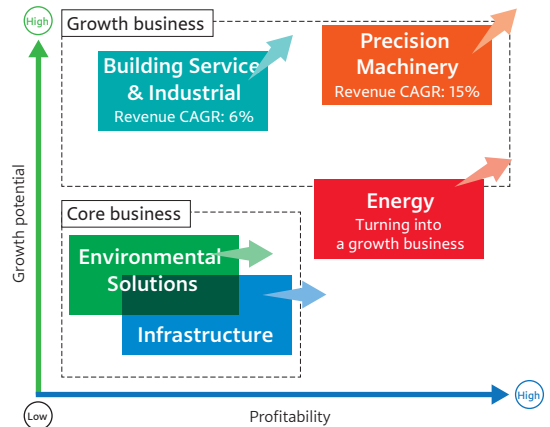 High
Growth business
Building Service
& Industrial
Revenue CAGR: 6%
Precision
Machinery
Revenue CAGR: 15%
Energy
Turning into
a growth business
Core business
Environmental
Solutions
Infrastructure
Growth potential
Low
Profitability
High